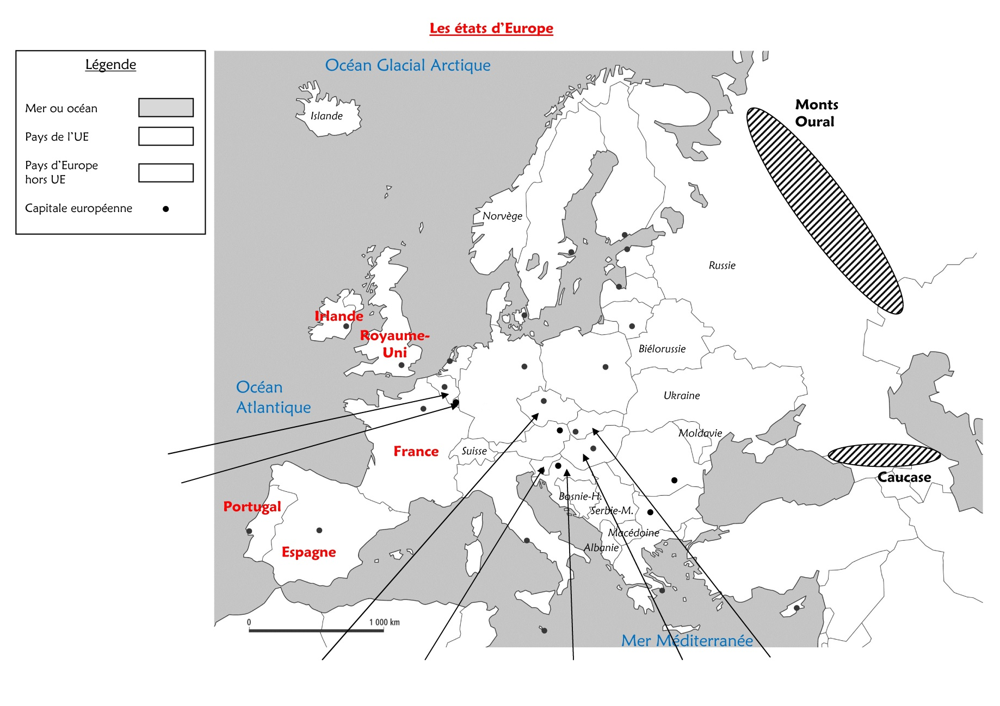 Les états d'Europe
Légende
Mer ou océan
Pays de l'UE
Pays d'Europe
hors UE
Capitale européenne
Océan Glacial Arctique
Islande
Monts
Oural
Norvège
Russie
Irlande
Royaume-
Uni
Biélorussie
Océan
Atlantique
Ukraine
Moldavie
France
Suisse
Caucase
Bosnie-H.
Portugal
Serbie-M.
Macédoine
Albanie
Espagne
0
1 000 km
Mer Méditerranée